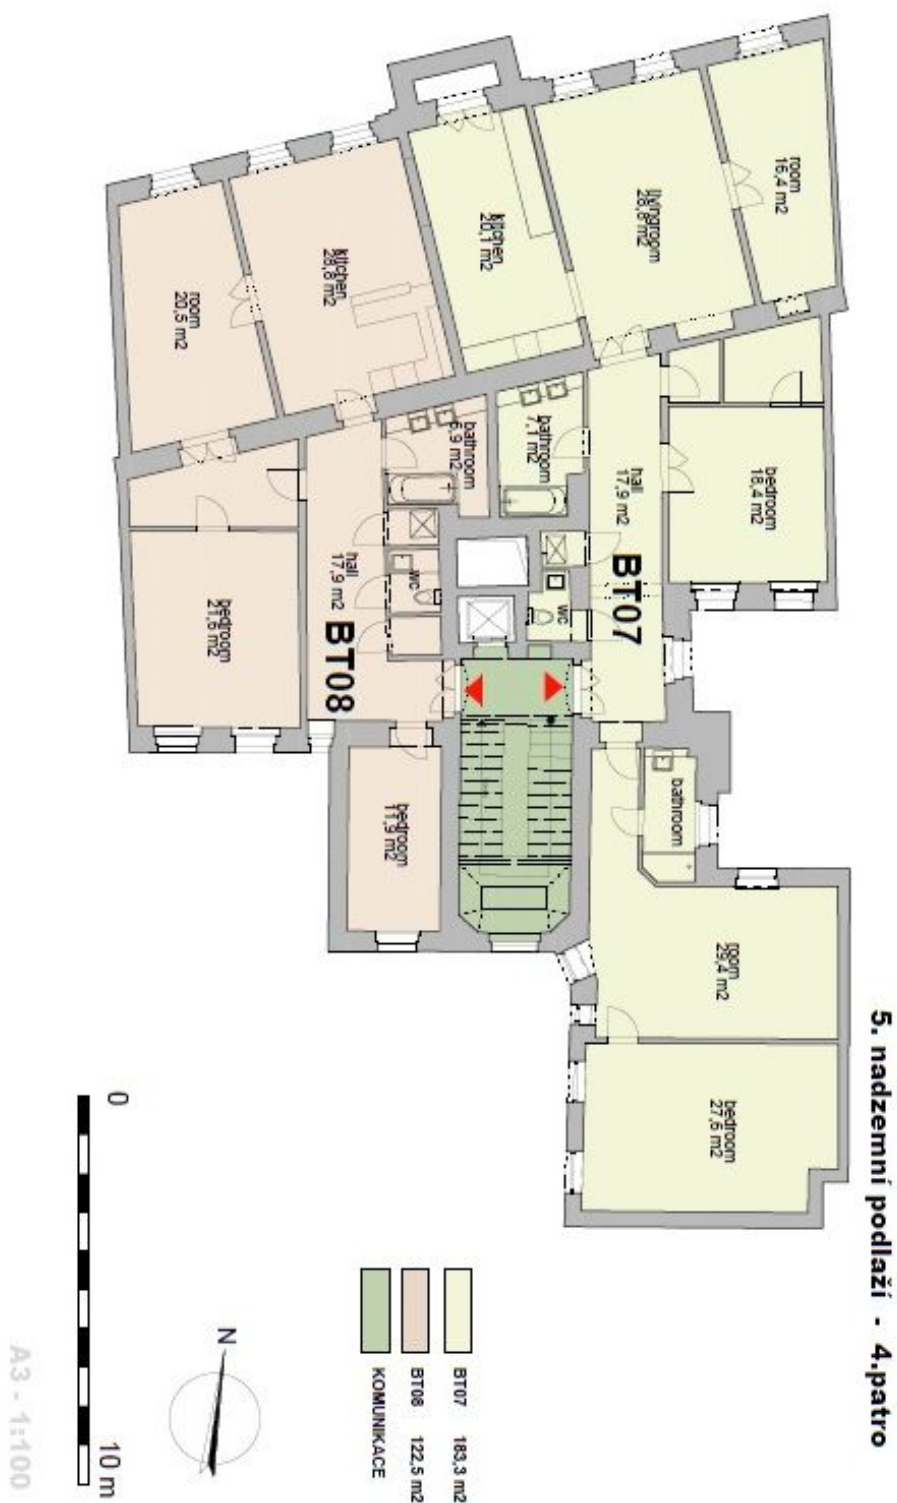 5. nadzemní podlaží - 4.patro
room
16,4 m2
livingroom
28,8 m2
kitchen
20,1 m2
kitchen
28,8 m2
room
20,5 m2
bathroom
7,1 m2
bathroom
6,9 m2
bedroom
18,4 m2
hall
17,9 m2
BT07
hall
17,9 m2
BT08
wc
wc
bedroom
21,6 m2
bedroom
11,9 m2
bathroom
room
29,4 m2
bedroom
27,6 m2
BT07 183,3 m2
BT08 122,5 m2
KOMUNIKACE
N
0 10 m
A3 - 1:100